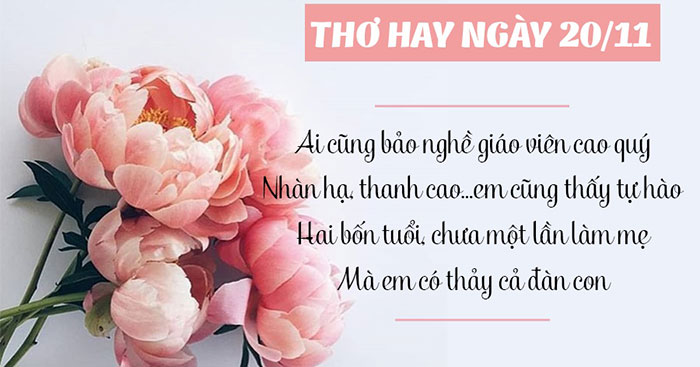 THƠ HAY NGÀY 20/11
Ai cũng bảo nghề giáo viên cao quý
Nhàn hạ, thanh cao...em cũng thấy tự hào
Hai bốn tuổi, chưa một lần làm mẹ
Mà em có thảy cả đàn con